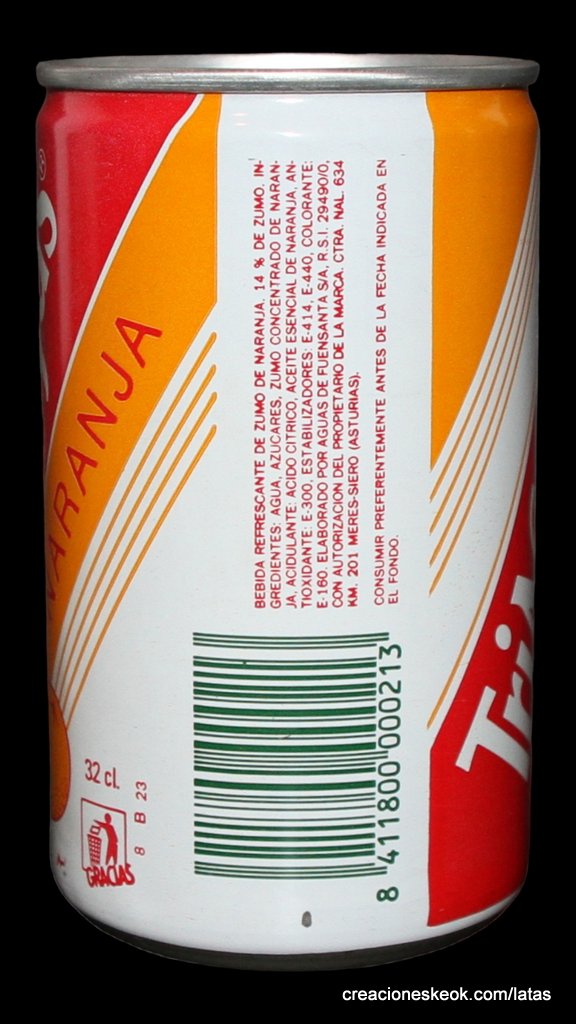 NARANJA
BEBIDA REFRESCANTE DE ZUMO DE NARANJA. 14 % DE ZUMO. IN-
GREDIENTES: AGUA, AZUCARES, ZUMO CONCENTRADO DE NARAN-
JA, ACIDULANTE: ACIDO CITRICO, ACEITE ESENCIAL DE NARANJA, AN-
TIOXIDANTE: E-300, ESTABILIZADORES: E-414, E-440, COLORANTE:
E-160. ELABORADO POR AGUAS DE FUENSANTA S/A, R.S.I. 29490/0,
CON AUTORIZACION DEL PROPIETARIO DE LA MARCA. CTRA. NAL. 634
KM. 201 MERES-SIERO (ASTURIAS).
CONSUMIR PREFERENTEMENTE ANTES DE LA FECHA INDICADA EN
EL FONDO.
8 411800 000213
32 cl.
8 B 23
GRACIAS
creacioneskeok.com/latas